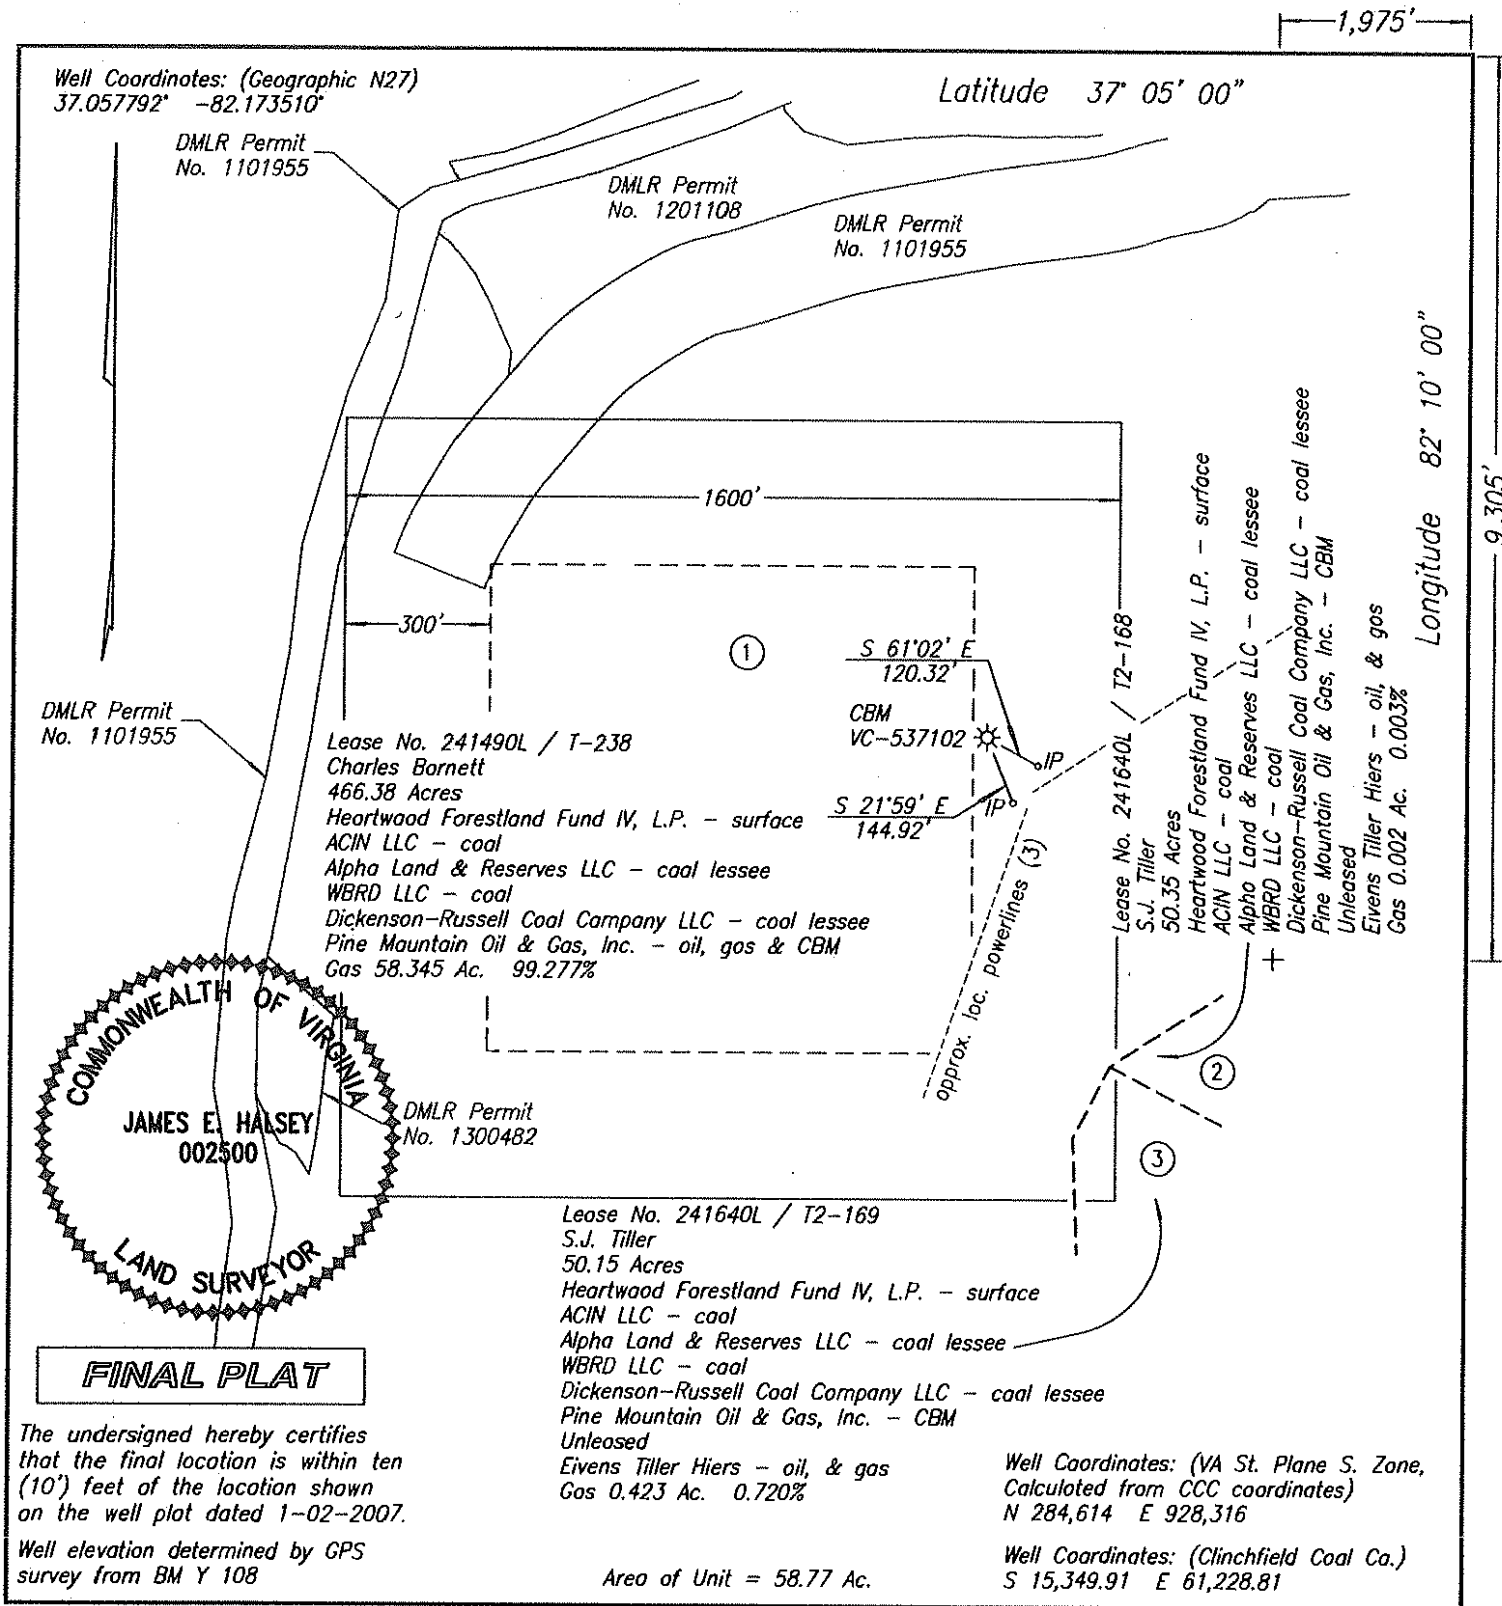 1,975'
Well Coordinates: (Geographic N27)
37.057792° -82.173510°
Latitude 37° 05' 00"
DMLR Permit
No. 1101955
DMLR Permit
No. 1201108
DMLR Permit
No. 1101955
Longitude 82° 10' 00"
9,305'
1600'
300'
1
S 61°02' E
120.32'
CBM
VC-537102
IP
S 21°59' E
144.92'
IP
DMLR Permit
No. 1101955
Lease No. 241490L / T-238
Charles Barnett
466.38 Acres
Heartwood Forestland Fund IV, L.P. - surface
ACIN LLC - coal
Alpha Land & Reserves LLC - coal lessee
WBRD LLC - coal
Dickenson-Russell Coal Company LLC - coal lessee
Pine Mountain Oil & Gas, Inc. - oil, gas & CBM
Gas 58.345 Ac. 99.277%
approx. loc. powerlines (3)
Lease No. 241640L / T2-168
S.J. Tiller
50.35 Acres
Heartwood Forestland Fund IV, L.P. - surface
ACIN LLC - coal
Alpha Land & Reserves LLC - coal lessee
WBRD LLC - coal
Dickenson-Russell Coal Company LLC - coal lessee
Pine Mountain Oil & Gas, Inc. - CBM
Unleased
Eivens Tiller Hiers - oil, & gas
Gas 0.002 Ac. 0.003%
2
3
COMMONWEALTH OF VIRGINIA
JAMES E. HALSEY
002500
LAND SURVEYOR
DMLR Permit
No. 1300482
Lease No. 241640L / T2-169
S.J. Tiller
50.15 Acres
Heartwood Forestland Fund IV, L.P. - surface
ACIN LLC - coal
Alpha Land & Reserves LLC - coal lessee
WBRD LLC - coal
Dickenson-Russell Coal Company LLC - coal lessee
Pine Mountain Oil & Gas, Inc. - CBM
Unleased
Eivens Tiller Hiers - oil, & gas
Gas 0.423 Ac. 0.720%
FINAL PLAT
The undersigned hereby certifies
that the final location is within ten
(10') feet of the location shown
on the well plat dated 1-02-2007.
Well elevation determined by GPS
survey from BM Y 108
Area of Unit = 58.77 Ac.
Well Coordinates: (VA St. Plane S. Zone,
Calculated from CCC coordinates)
N 284,614 E 928,316
Well Coordinates: (Clinchfield Coal Co.)
S 15,349.91 E 61,228.81